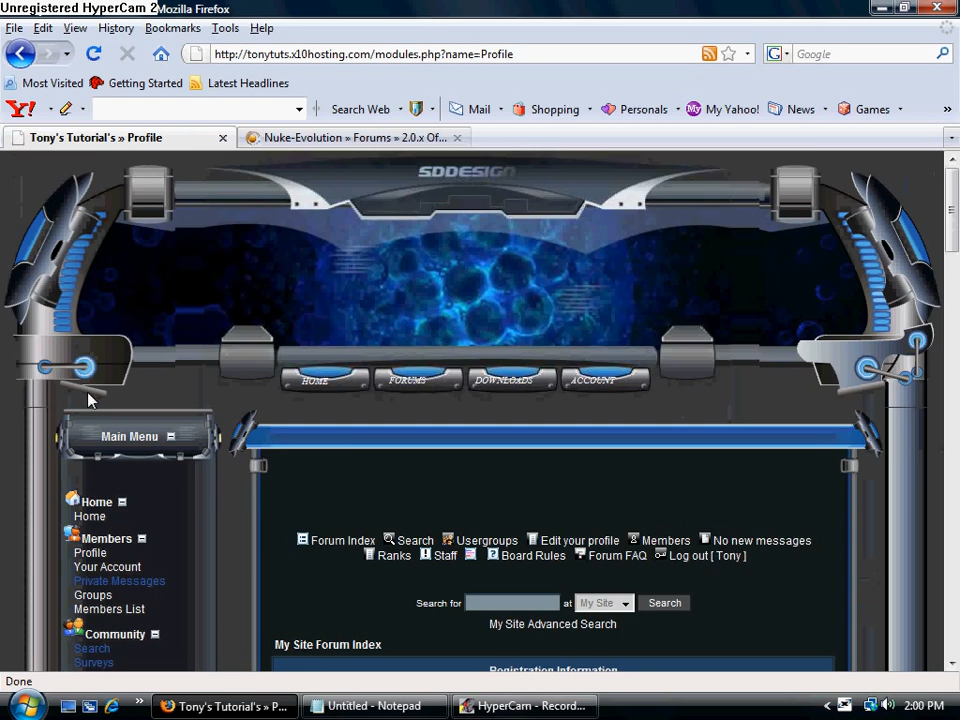 Unregistered HyperCam 2 Mozilla Firefox
File Edit View History Bookmarks Tools Help
http://tonytuts.x10hosting.com/modules.php?name=Profile
G Google
Most Visited Getting Started Latest Headlines
Y! Search Web Mail Shopping Personals My My Yahoo! News Games »
Tony's Tutorial's » Profile Nuke-Evolution » Forums » 2.0.x Of...
SDDESIGN
HOME FORUMS DOWNLOADS ACCOUNT
Main Menu
Home
Home
Members
Profile
Your Account
Private Messages
Groups
Members List
Community
Search
Surveys
Forum Index Search Usergroups Edit your profile Members No new messages
Ranks Staff Board Rules Forum FAQ Log out [ Tony ]
Search for at My Site Search
My Site Advanced Search
My Site Forum Index
Registration Information
Done
» Tony's Tutorial's » P... Untitled - Notepad HyperCam - Record... 2:00 PM